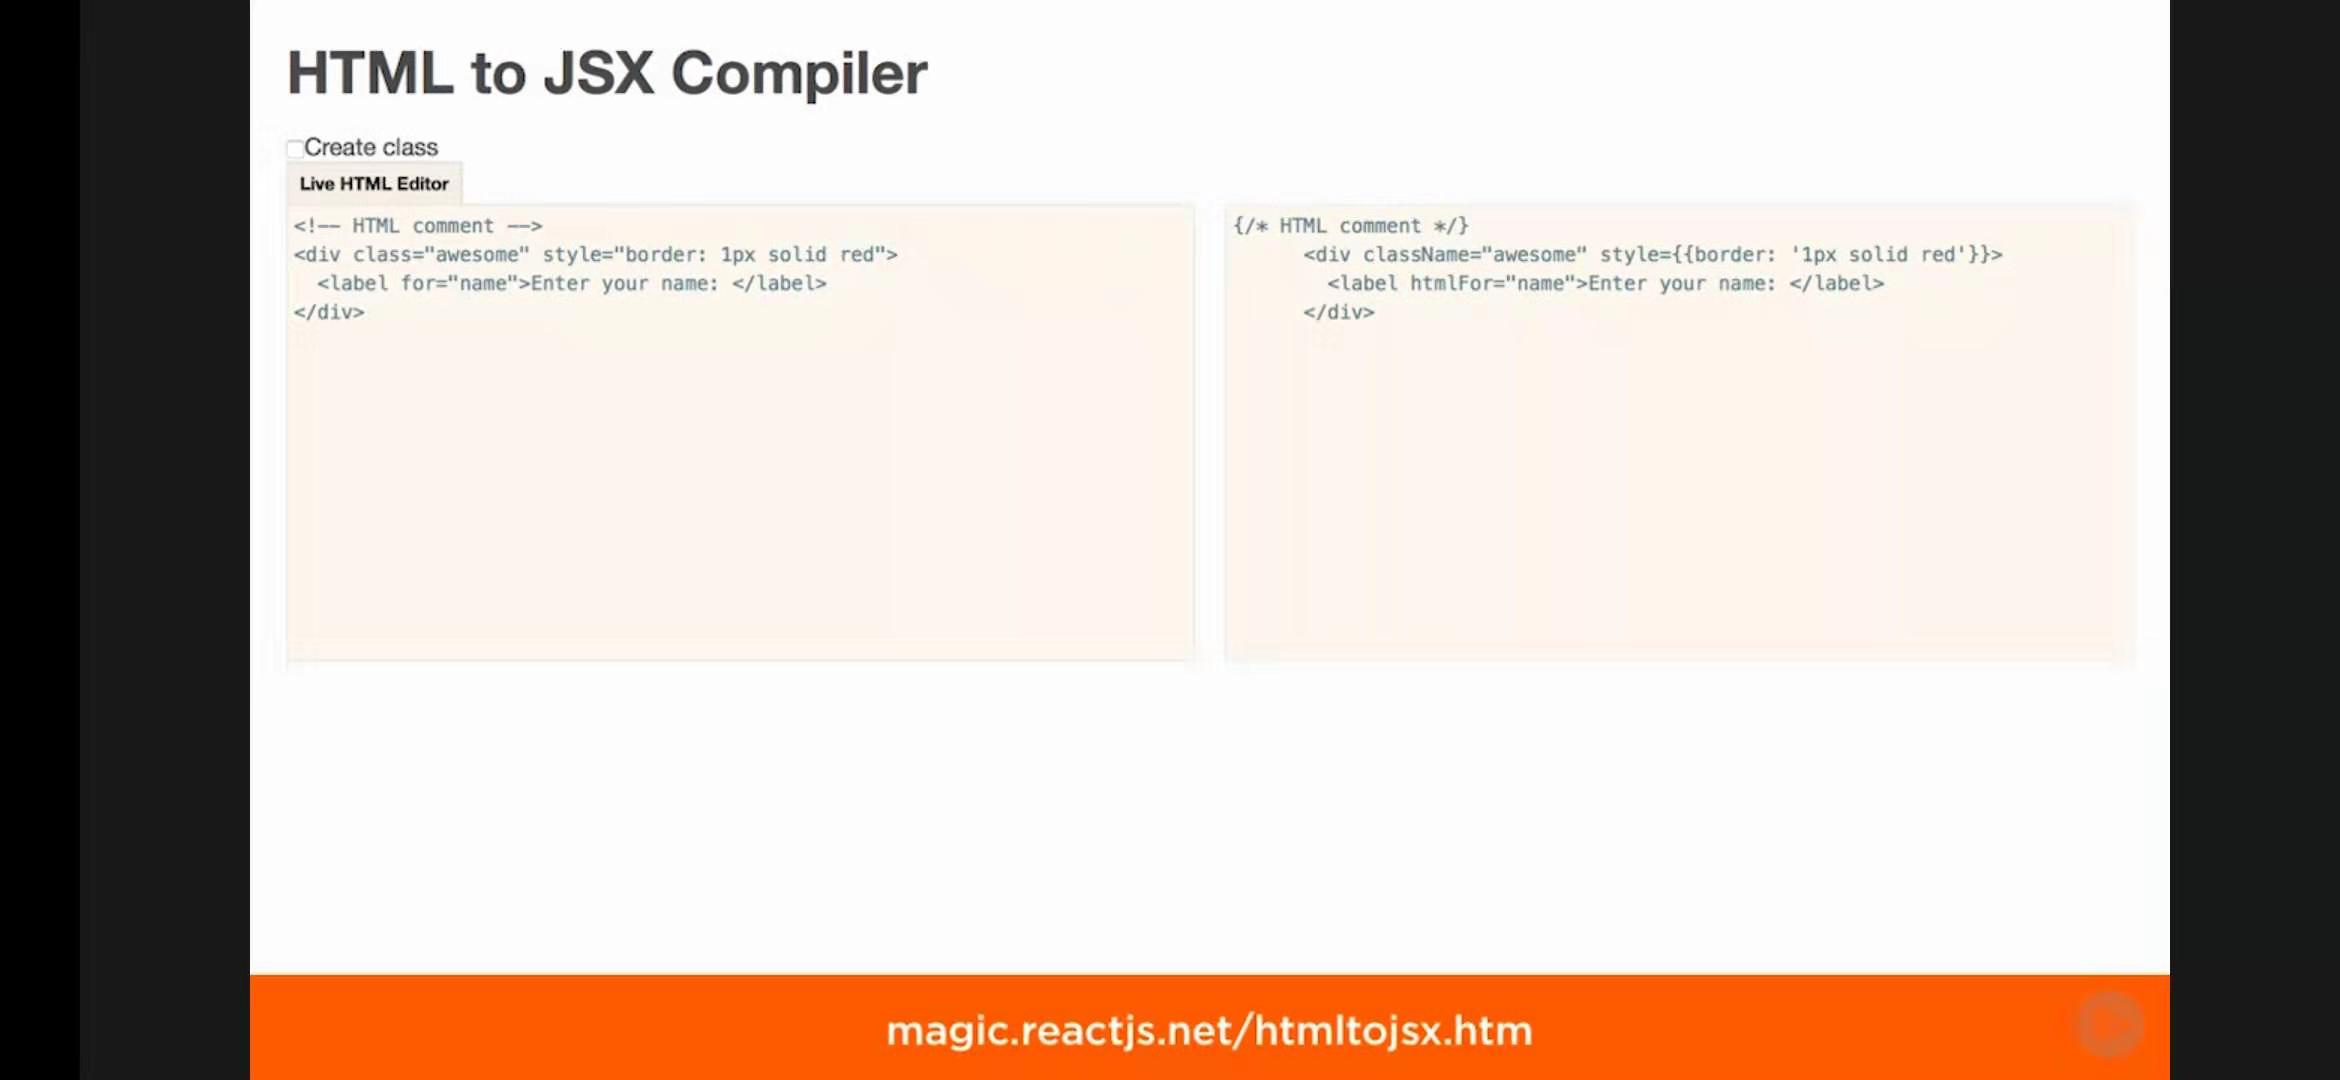 HTML to JSX Compiler
Create class
Live HTML Editor
<!-- HTML comment -->
<div class="awesome" style="border: 1px solid red">
  <label for="name">Enter your name: </label>
</div>
{/* HTML comment */}
      <div className="awesome" style={{border: '1px solid red'}}>
        <label htmlFor="name">Enter your name: </label>
      </div>
magic.reactjs.net/htmltojsx.htm